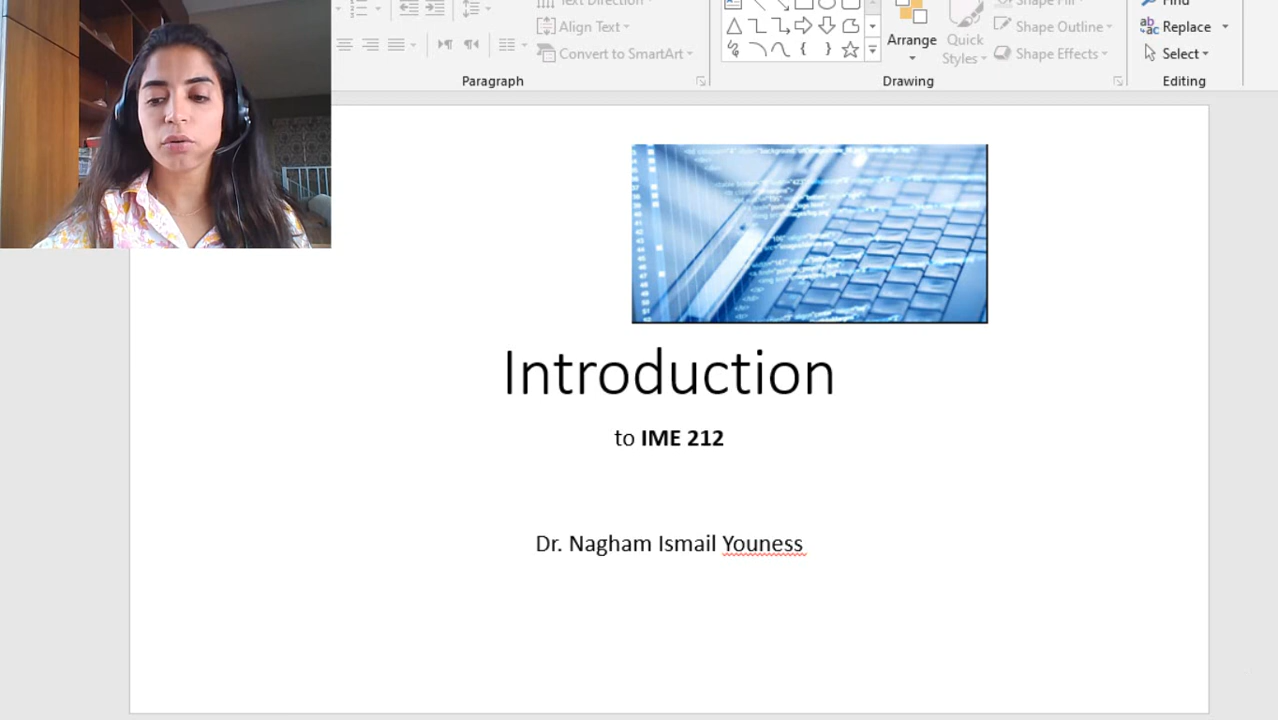 Text Direction
Align Text
Convert to SmartArt
Paragraph
Arrange
Quick
Styles
Shape Fill
Shape Outline
Shape Effects
Drawing
Find
Replace
Select
Editing
Introduction
to IME 212
Dr. Nagham Ismail Youness